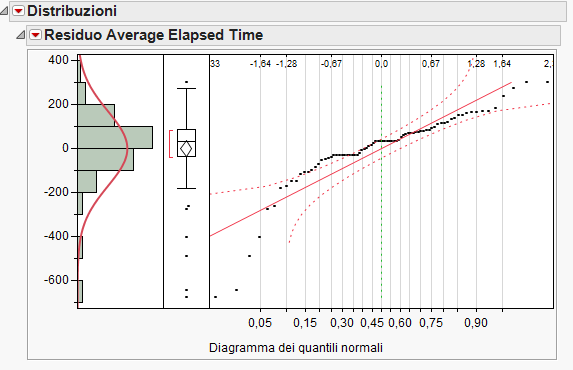 Distribuzioni
Residuo Average Elapsed Time
33 -1,64 -1,28 -0,67 0,0 0,67 1,28 1,64 2,
400
200
0
-200
-400
-600
0,05 0,15 0,30 0,45 0,60 0,75 0,90
Diagramma dei quantili normali